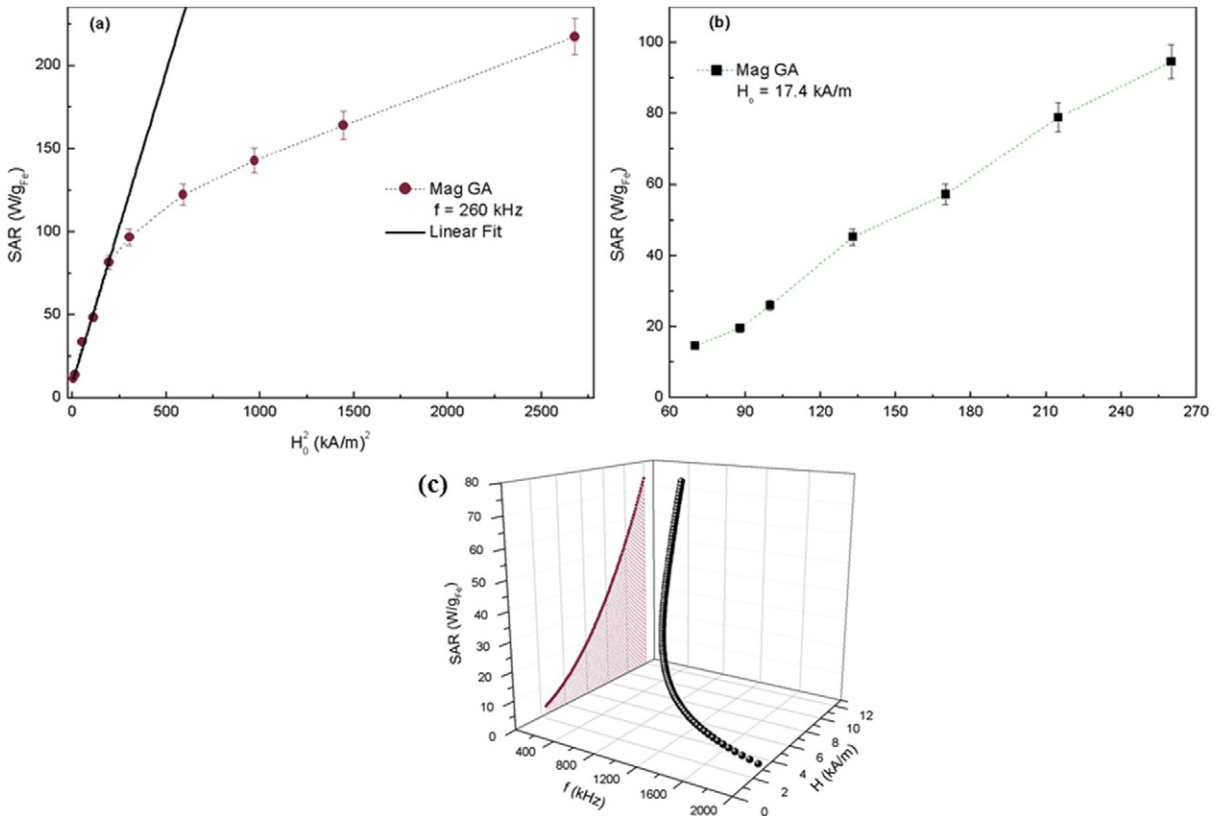 (a)
SAR (W/g_Fe)
200
150
100
50
0
Mag GA
f = 260 kHz
Linear Fit
0 500 1000 1500 2000 2500
H₀² (kA/m)²
(b)
SAR (W/g_Fe)
100
80
60
40
20
0
Mag GA
H₀ = 17.4 kA/m
60 90 120 150 180 210 240 270
(c)
SAR (W/g_Fe)
80
70
60
50
40
30
20
10
0
400 800 1200 1600 2000
f (kHz)
0 2 4 6 8 10 12
H (kA/m)